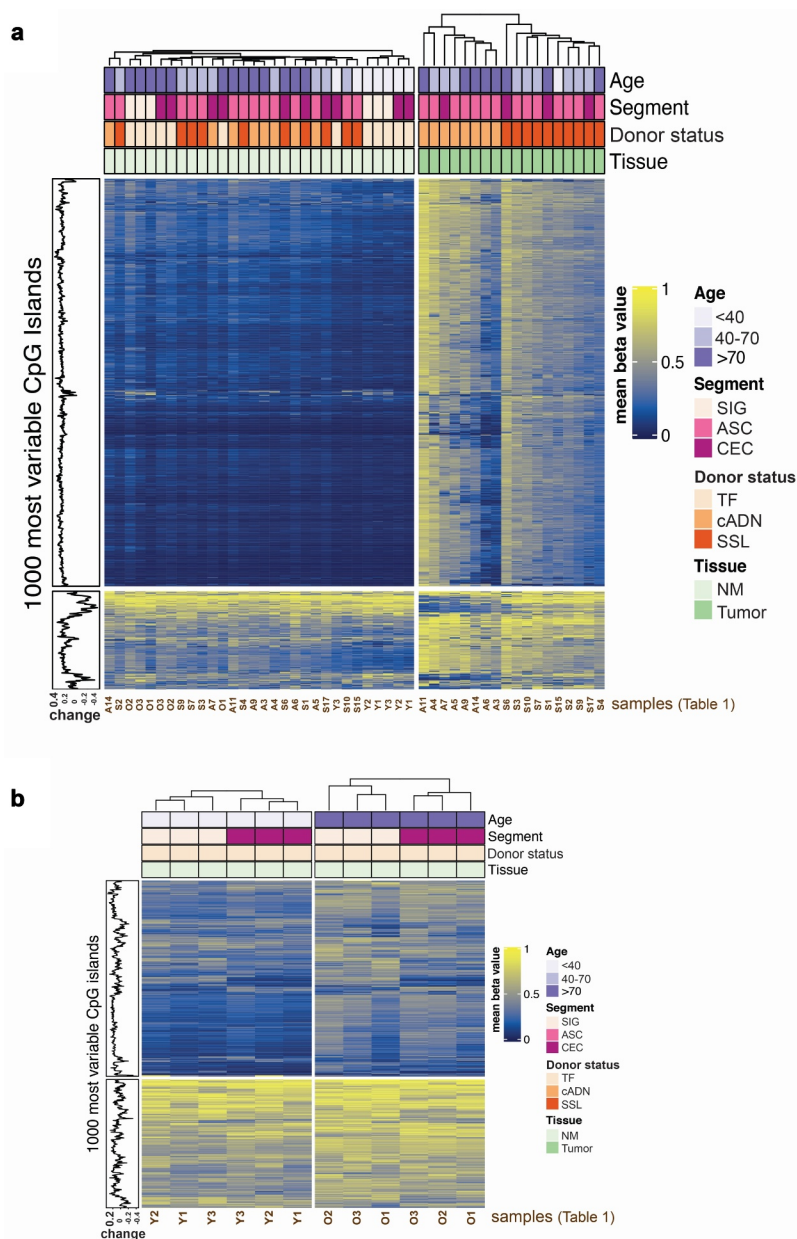 a
Age
Segment
Donor status
Tissue
1000 most variable CpG Islands
mean beta value
1
0.5
0
Age
<40
40-70
>70
Segment
SIG
ASC
CEC
Donor status
TF
cADN
SSL
Tissue
NM
Tumor
0.4
0.2
0
-0.2
-0.4
change
A14 S2 O2 O3 O1 O3 O2 S9 S7 S3 A7 O1 A11 S4 A9 A3 A4 A14 S6 A6 S1 A5 S17 Y3 S10 S15 Y2 Y1 Y3 Y2 Y1
A11 A4 A7 A5 A9 A14 A6 A3 S6 S3 S10 S7 S1 S15 S2 S9 S17 S4
samples (Table 1)
b
Age
Segment
Donor status
Tissue
1000 most variable CpG islands
mean beta value
1
0.5
0
Age
<40
40-70
>70
Segment
SIG
ASC
CEC
Donor status
TF
cADN
SSL
Tissue
NM
Tumor
0.2
0
-0.2
-0.4
change
Y2 Y1 Y3 Y3 Y2 Y1
O2 O3 O1 O3 O2 O1
samples (Table 1)